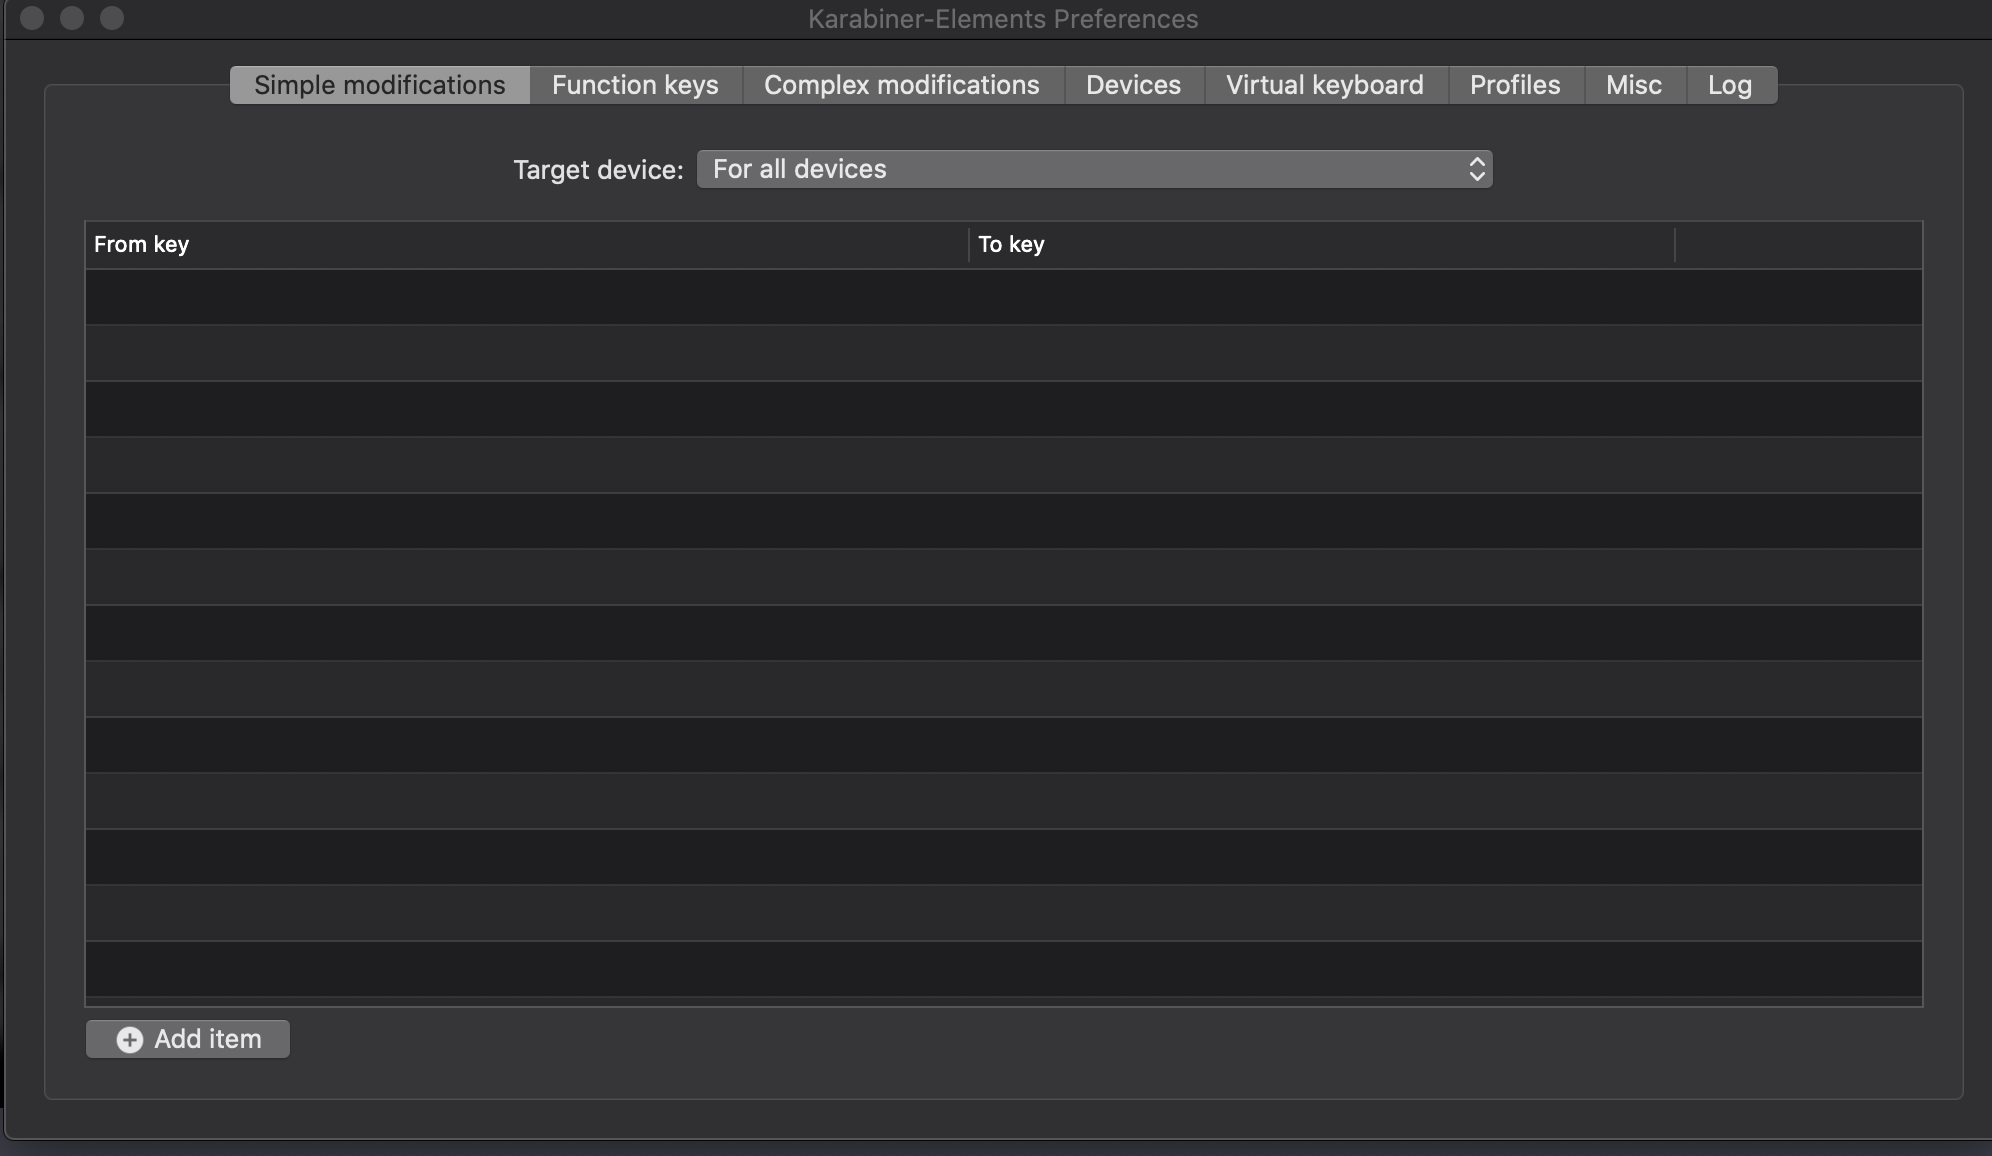 Karabiner-Elements Preferences
Simple modifications Function keys Complex modifications Devices Virtual keyboard Profiles Misc Log
Target device: For all devices
From key To key
Add item